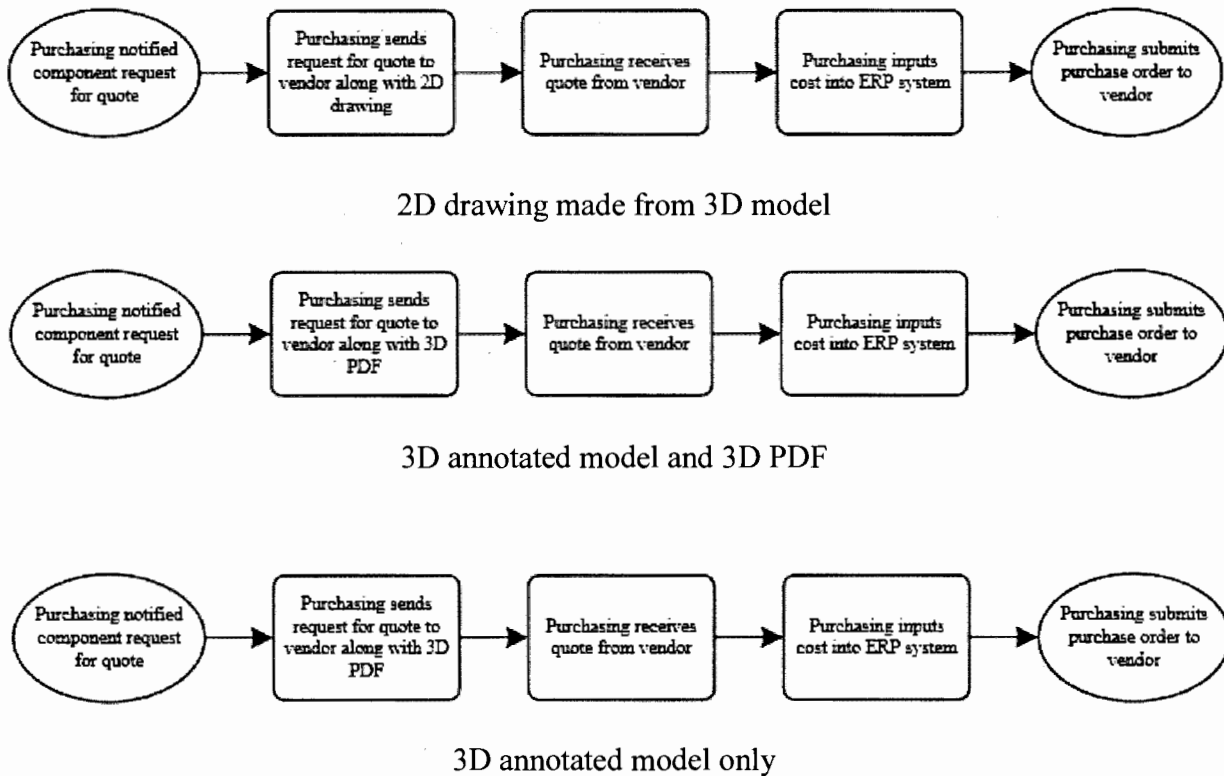 Purchasing notified
component request
for quote
Purchasing sends
request for quote to
vendor along with 2D
drawing
Purchasing receives
quote from vendor
Purchasing inputs
cost into ERP system
Purchasing submits
purchase order to
vendor
2D drawing made from 3D model
Purchasing notified
component request
for quote
Purchasing sends
request for quote to
vendor along with 3D
PDF
Purchasing receives
quote from vendor
Purchasing inputs
cost into ERP system
Purchasing submits
purchase order to
vendor
3D annotated model and 3D PDF
Purchasing notified
component request
for quote
Purchasing sends
request for quote to
vendor along with 3D
PDF
Purchasing receives
quote from vendor
Purchasing inputs
cost into ERP system
Purchasing submits
purchase order to
vendor
3D annotated model only